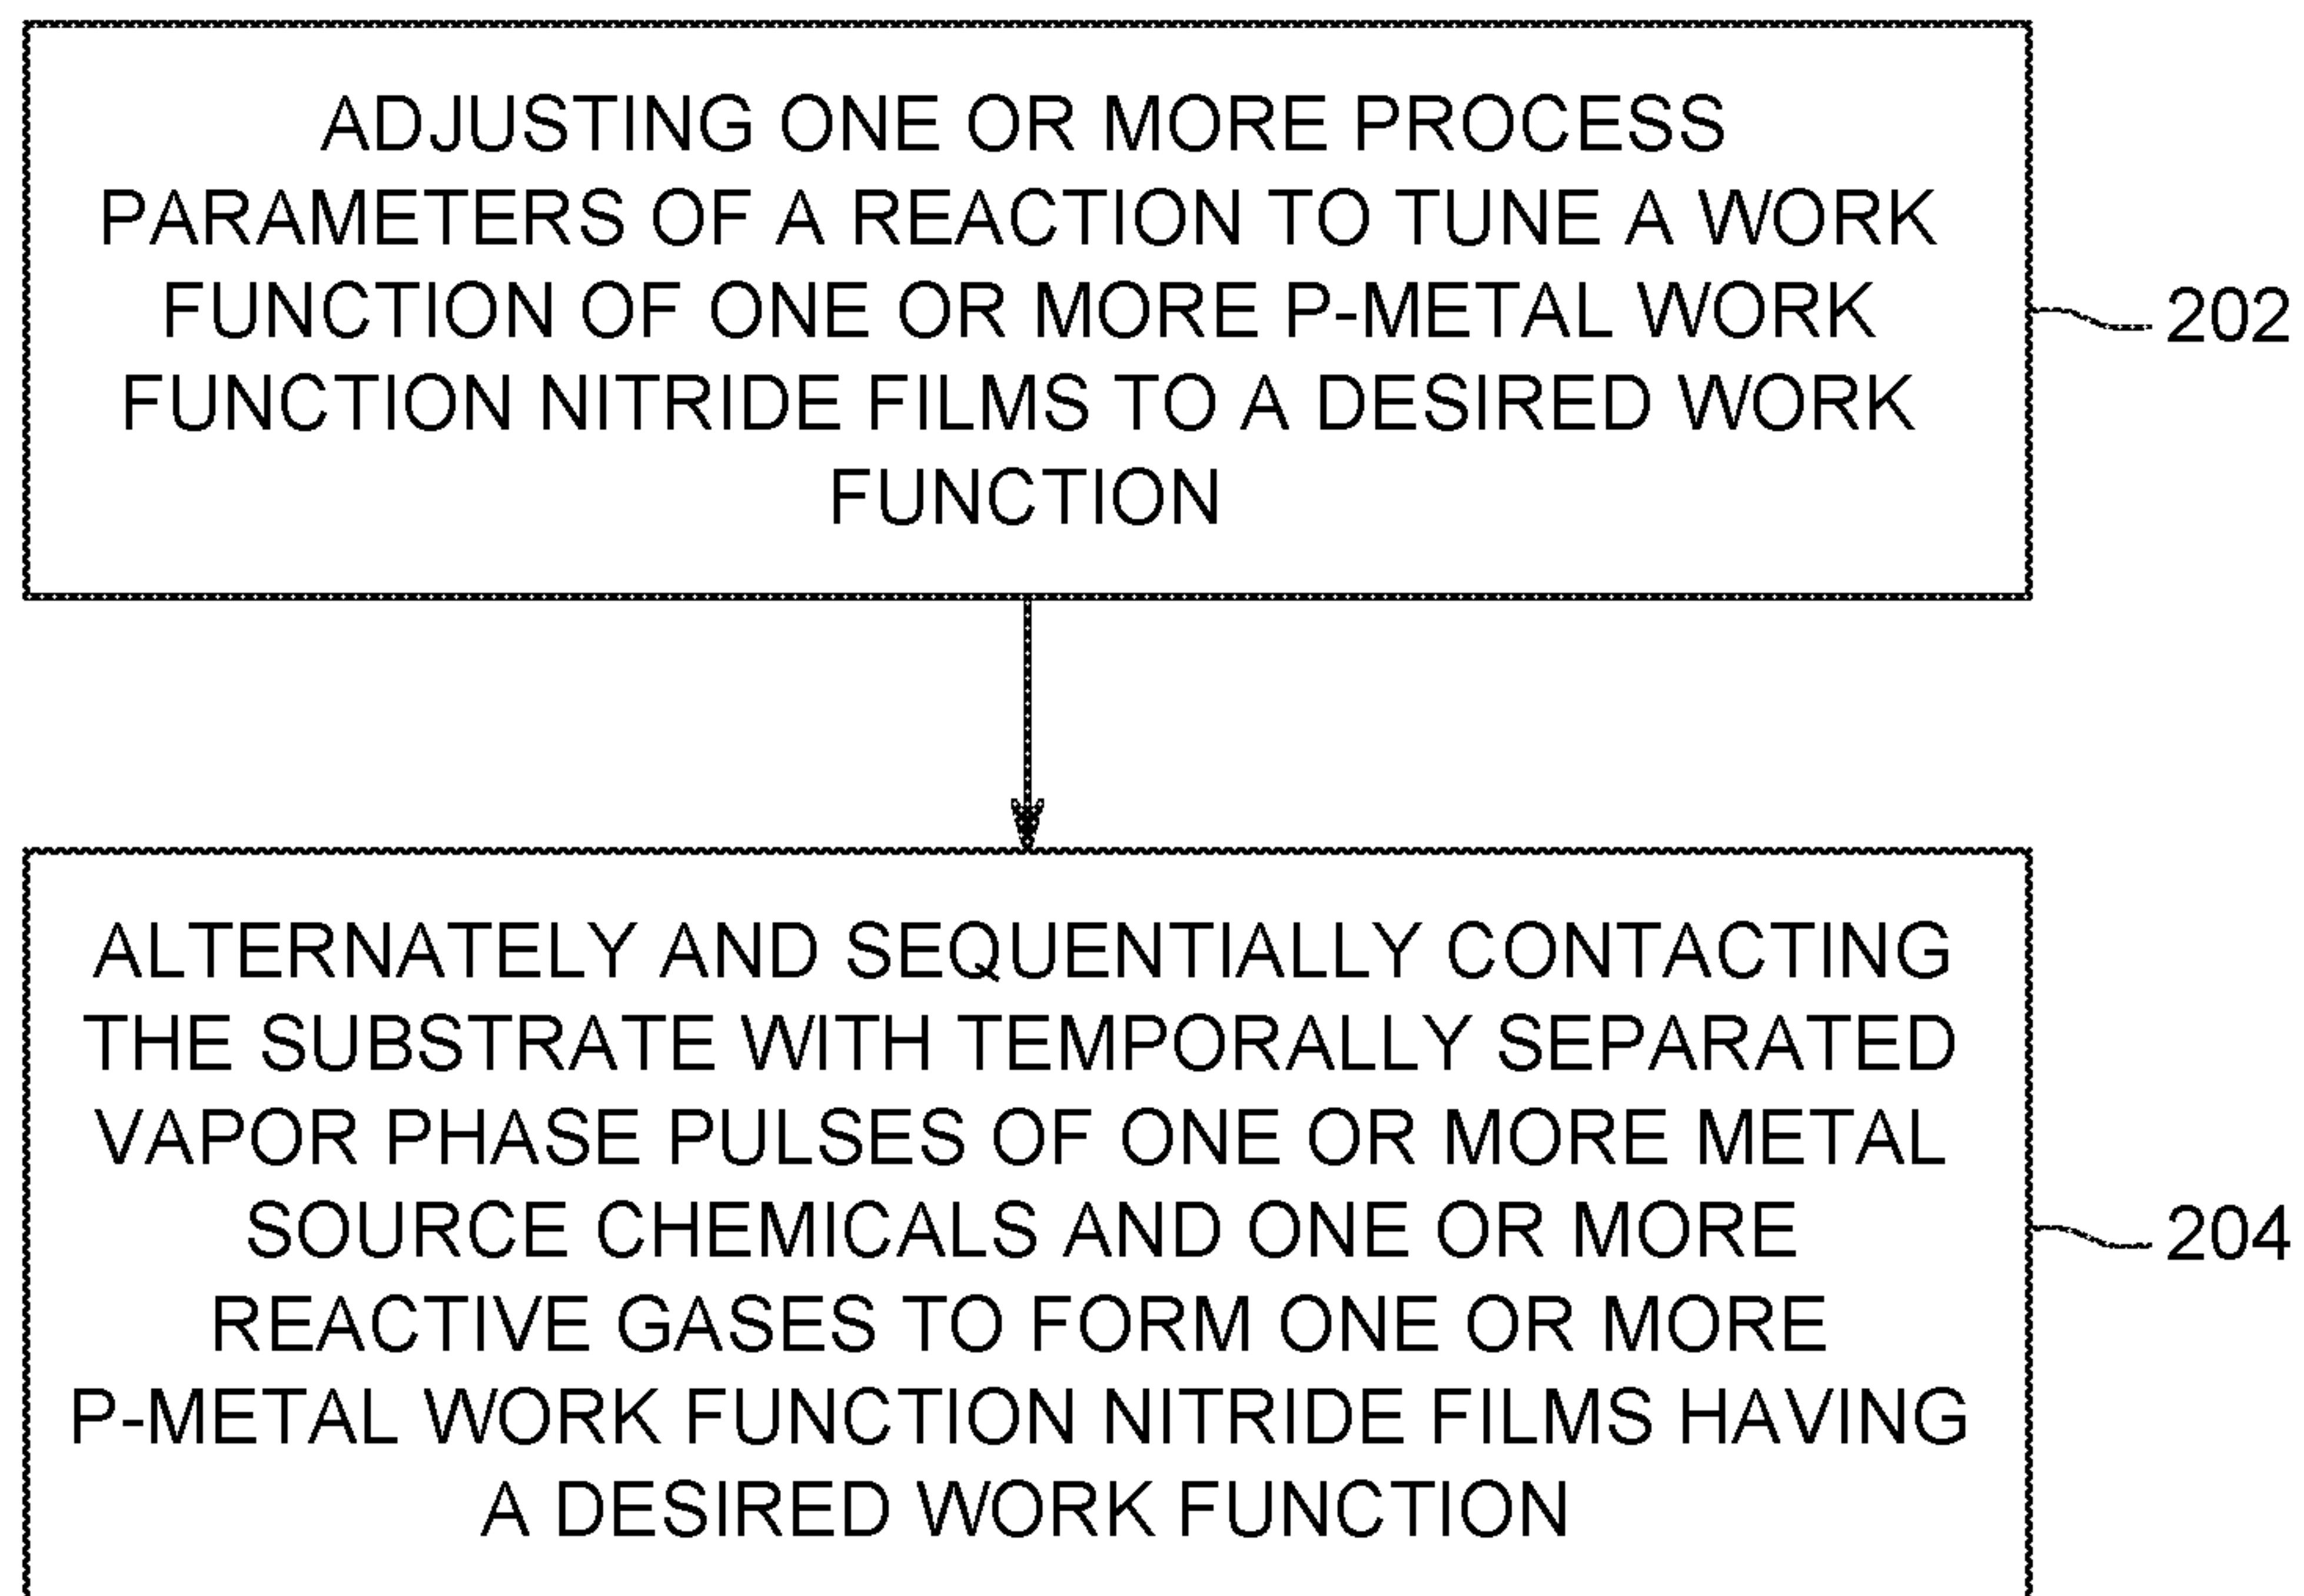 ADJUSTING ONE OR MORE PROCESS
PARAMETERS OF A REACTION TO TUNE A WORK
FUNCTION OF ONE OR MORE P-METAL WORK
FUNCTION NITRIDE FILMS TO A DESIRED WORK
FUNCTION
202
ALTERNATELY AND SEQUENTIALLY CONTACTING
THE SUBSTRATE WITH TEMPORALLY SEPARATED
VAPOR PHASE PULSES OF ONE OR MORE METAL
SOURCE CHEMICALS AND ONE OR MORE
REACTIVE GASES TO FORM ONE OR MORE
P-METAL WORK FUNCTION NITRIDE FILMS HAVING
A DESIRED WORK FUNCTION
204